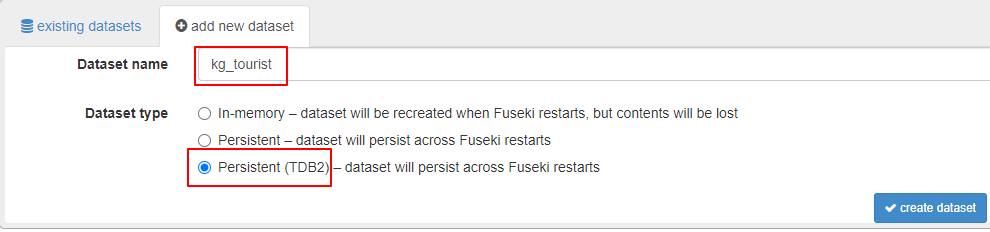 existing datasets
add new dataset
Dataset name
kg_tourist
Dataset type
In-memory – dataset will be recreated when Fuseki restarts, but contents will be lost
Persistent – dataset will persist across Fuseki restarts
Persistent (TDB2) – dataset will persist across Fuseki restarts
create dataset